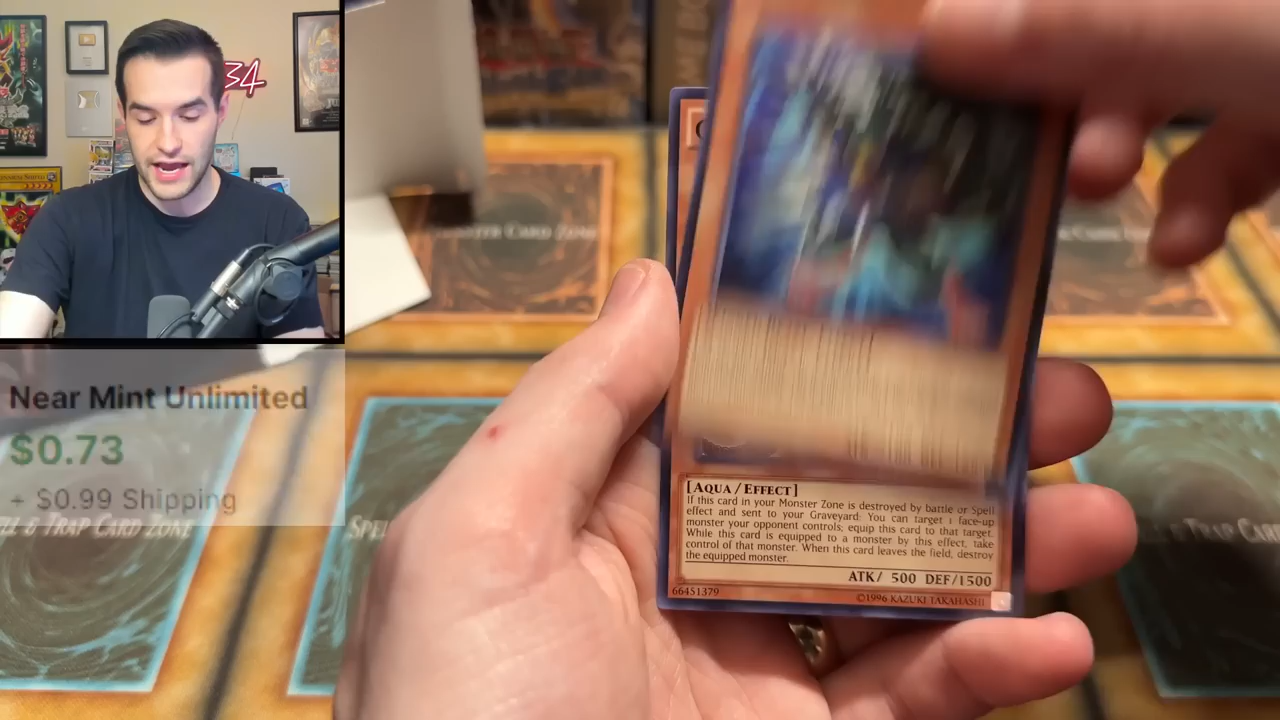 34
Near Mint Unlimited
$0.73
+ $0.99 Shipping
[AQUA/EFFECT]
If this card in your Monster Zone is destroyed by battle or Spell
effect and sent to your Graveyard: You can target 1 face-up
monster your opponent controls; equip this card to that target.
While this card is equipped to a monster by this effect, take
control of that monster. When this card leaves the field, destroy
the equipped monster.
ATK/ 500 DEF/1500
66451379
©1996 KAZUKI TAKAHASHI
& TRAP CARD ZONE